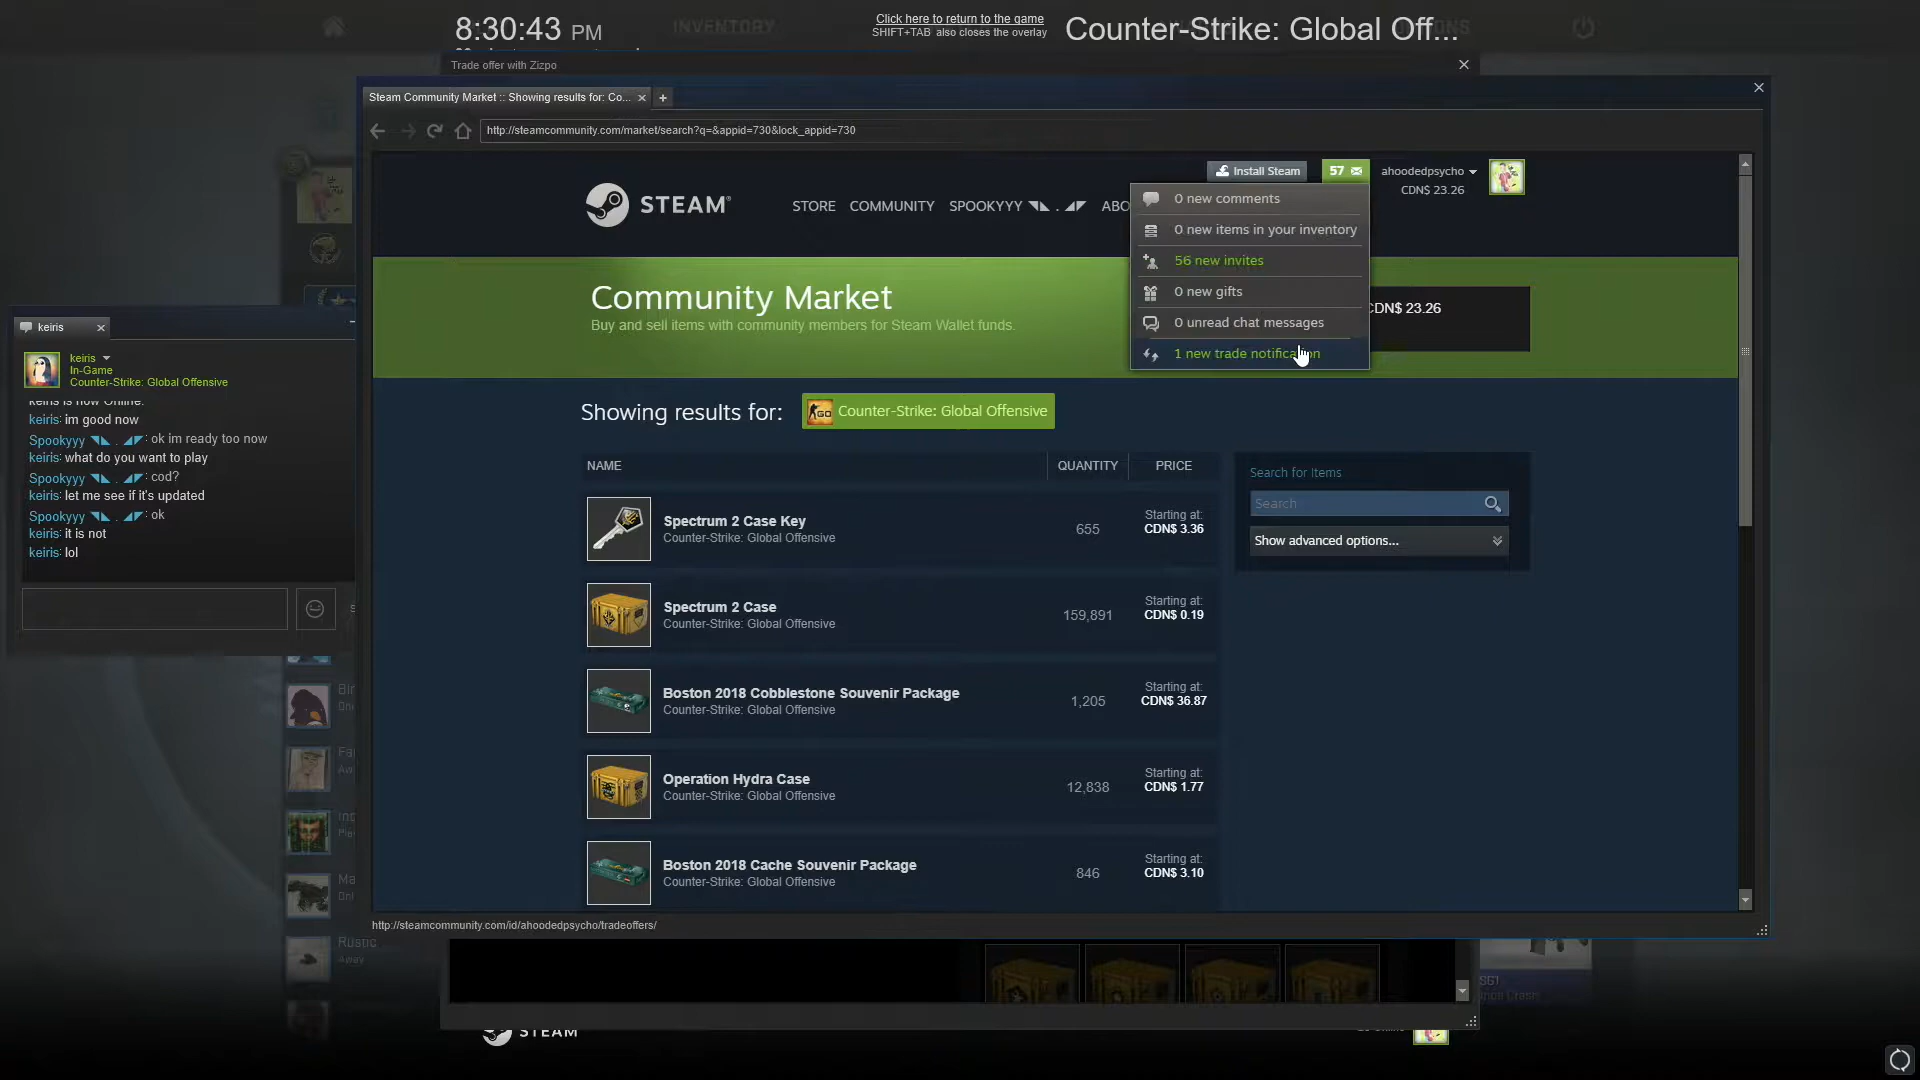 INVENTORY
8:30:43 PM
Click here to return to the game
SHIFT+TAB also closes the overlay
Counter-Strike: Global Off...
Trade offer with Zizpo
Steam Community Market :: Showing results for: Co...
http://steamcommunity.com/market/search?q=&appid=730&lock_appid=730
Install Steam
57
ahoodedpsycho
CDN$ 23.26
STEAM
STORE
COMMUNITY
SPOOKYYY ◥◣ . ◢◤
ABO
0 new comments
0 new items in your inventory
56 new invites
0 new gifts
0 unread chat messages
1 new trade notification
Community Market
Buy and sell items with community members for Steam Wallet funds.
CDN$ 23.26
keiris
keiris
In-Game
Counter-Strike: Global Offensive
keiris is now Online.
keiris: im good now
Spookyyy ◥◣ . ◢◤: ok im ready too now
keiris: what do you want to play
Spookyyy ◥◣ . ◢◤: cod?
keiris: let me see if it's updated
Spookyyy ◥◣ . ◢◤: ok
keiris: it is not
keiris: lol
Showing results for:
Counter-Strike: Global Offensive
NAME
QUANTITY
PRICE
Spectrum 2 Case Key
Counter-Strike: Global Offensive
655
Starting at:
CDN$ 3.36
Spectrum 2 Case
Counter-Strike: Global Offensive
159,891
Starting at:
CDN$ 0.19
Boston 2018 Cobblestone Souvenir Package
Counter-Strike: Global Offensive
1,205
Starting at:
CDN$ 36.87
Operation Hydra Case
Counter-Strike: Global Offensive
12,838
Starting at:
CDN$ 1.77
Boston 2018 Cache Souvenir Package
Counter-Strike: Global Offensive
846
Starting at:
CDN$ 3.10
Search for Items
Search
Show advanced options...
http://steamcommunity.com/id/ahoodedpsycho/tradeoffers/
Rustic
Away
STEAM